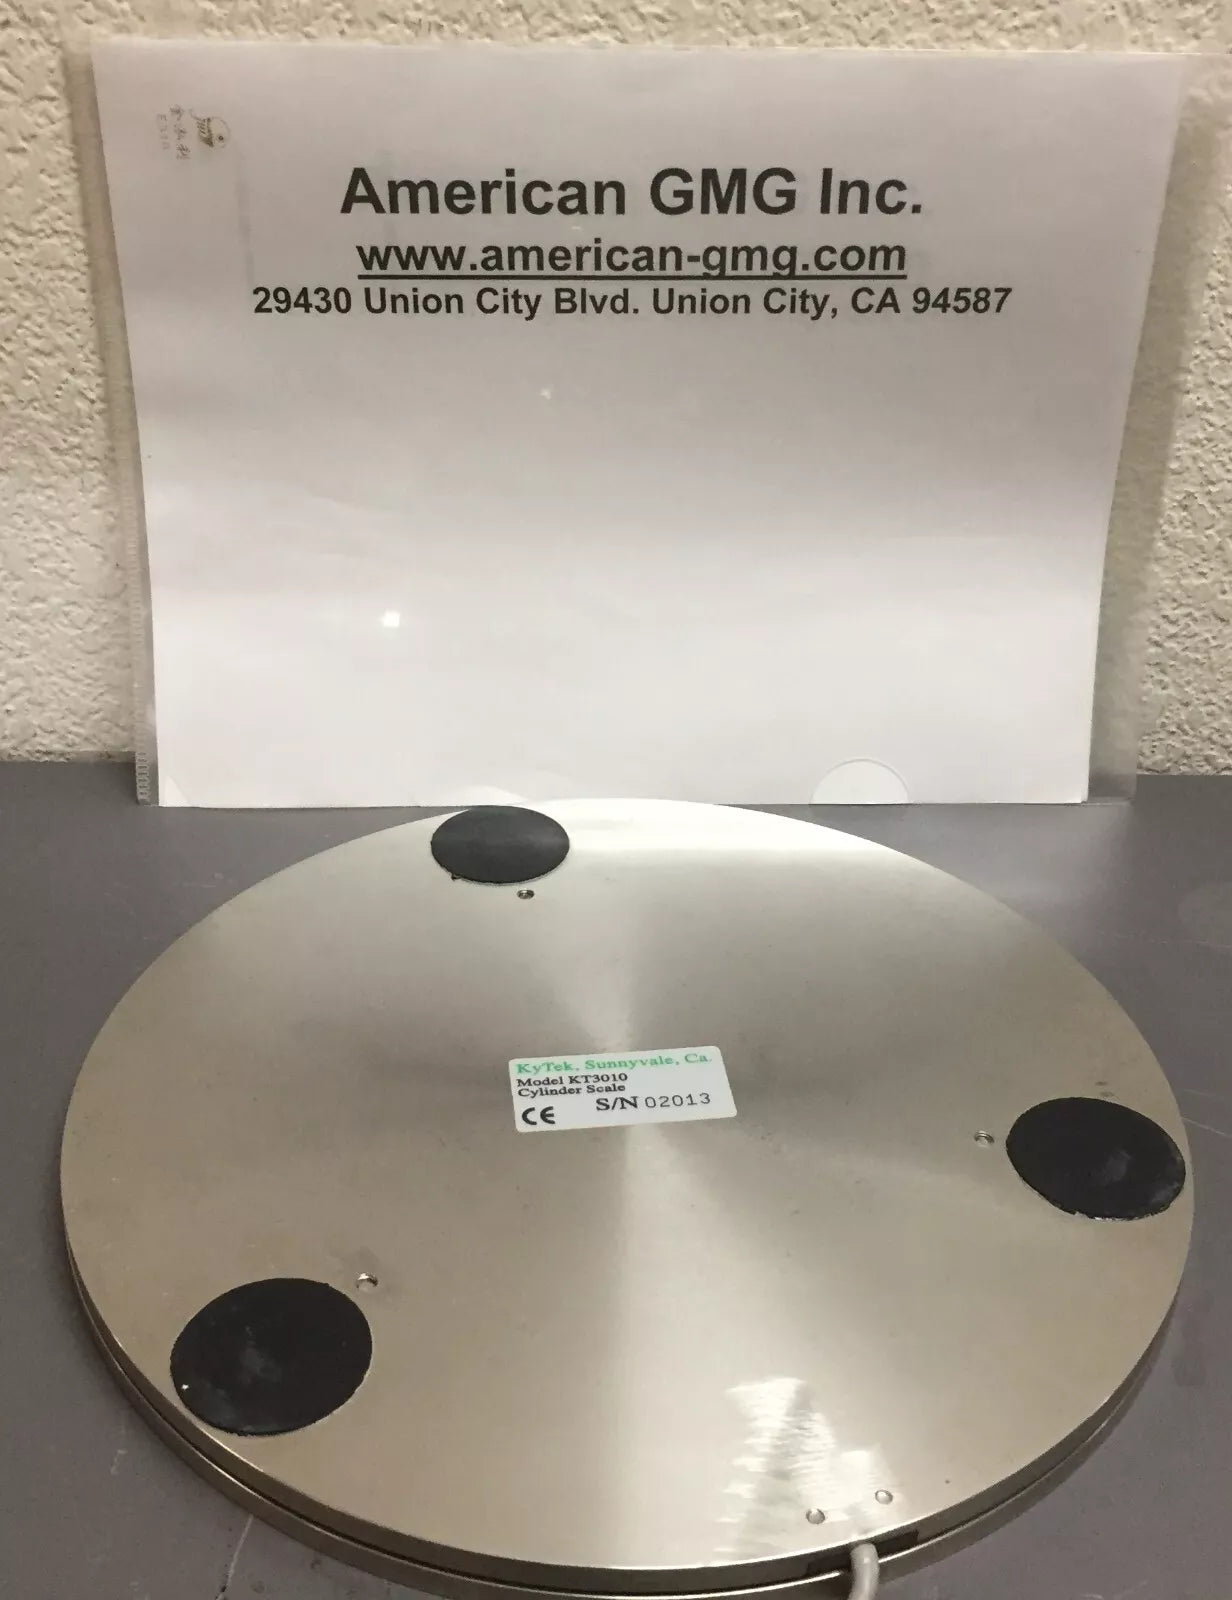 American GMG Inc.
www.american-gmg.com
29430 Union City Blvd. Union City, CA 94587
KyTek, Sunnyvale, Ca.
Model KT3010
Cylinder Scale
CE S/N 02013